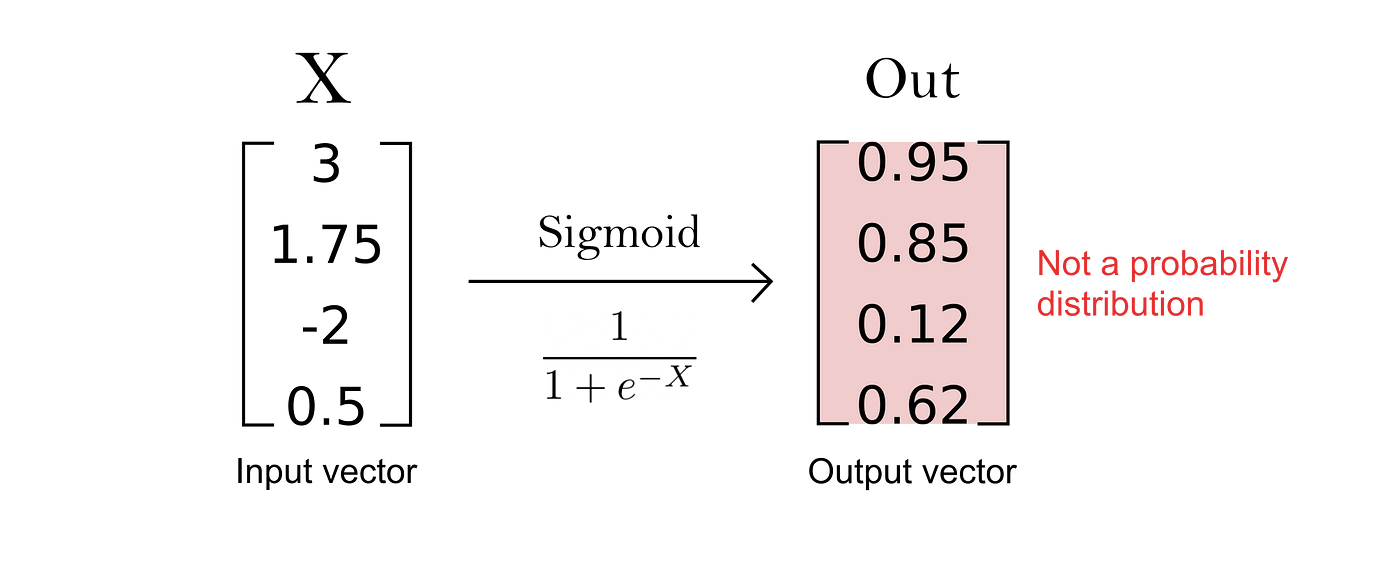 X
3
1.75
-2
0.5
Input vector
Sigmoid
1
1 + e^{-X}
Out
0.95
0.85
0.12
0.62
Output vector
Not a probability
distribution